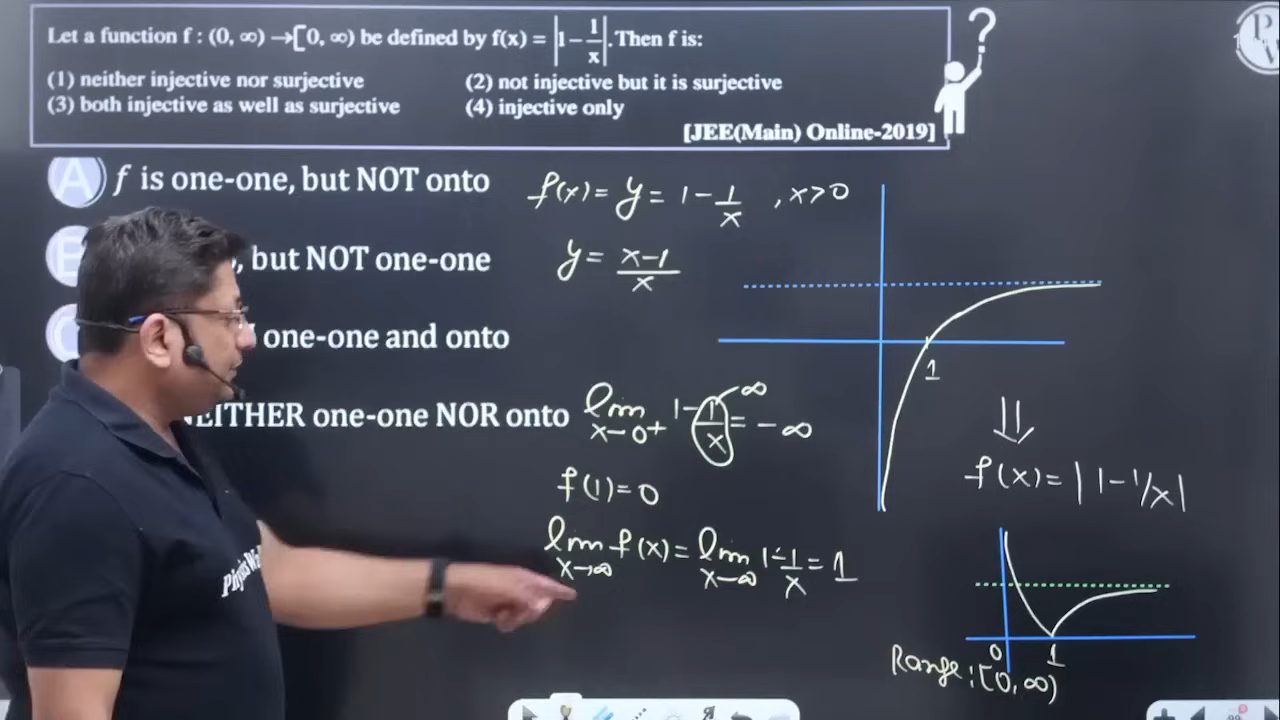 Let a function f : (0, ∞) →[0, ∞) be defined by f(x) = |1 − 1/x|. Then f is:
(1) neither injective nor surjective
(2) not injective but it is surjective
(3) both injective as well as surjective
(4) injective only
[JEE(Main) Online-2019]
?
A f is one-one, but NOT onto
, but NOT one-one
one-one and onto
NEITHER one-one NOR onto
f(x) = y = 1 − 1/x , x>0
y = x−1/x
lim x→0+ 1 − 1/x = −∞
∞
f(1) = 0
lim x→∞ f(x) = lim x→∞ 1 − 1/x = 1
1
f(x) = | 1 − 1/x |
0 1
Range : [0, ∞)